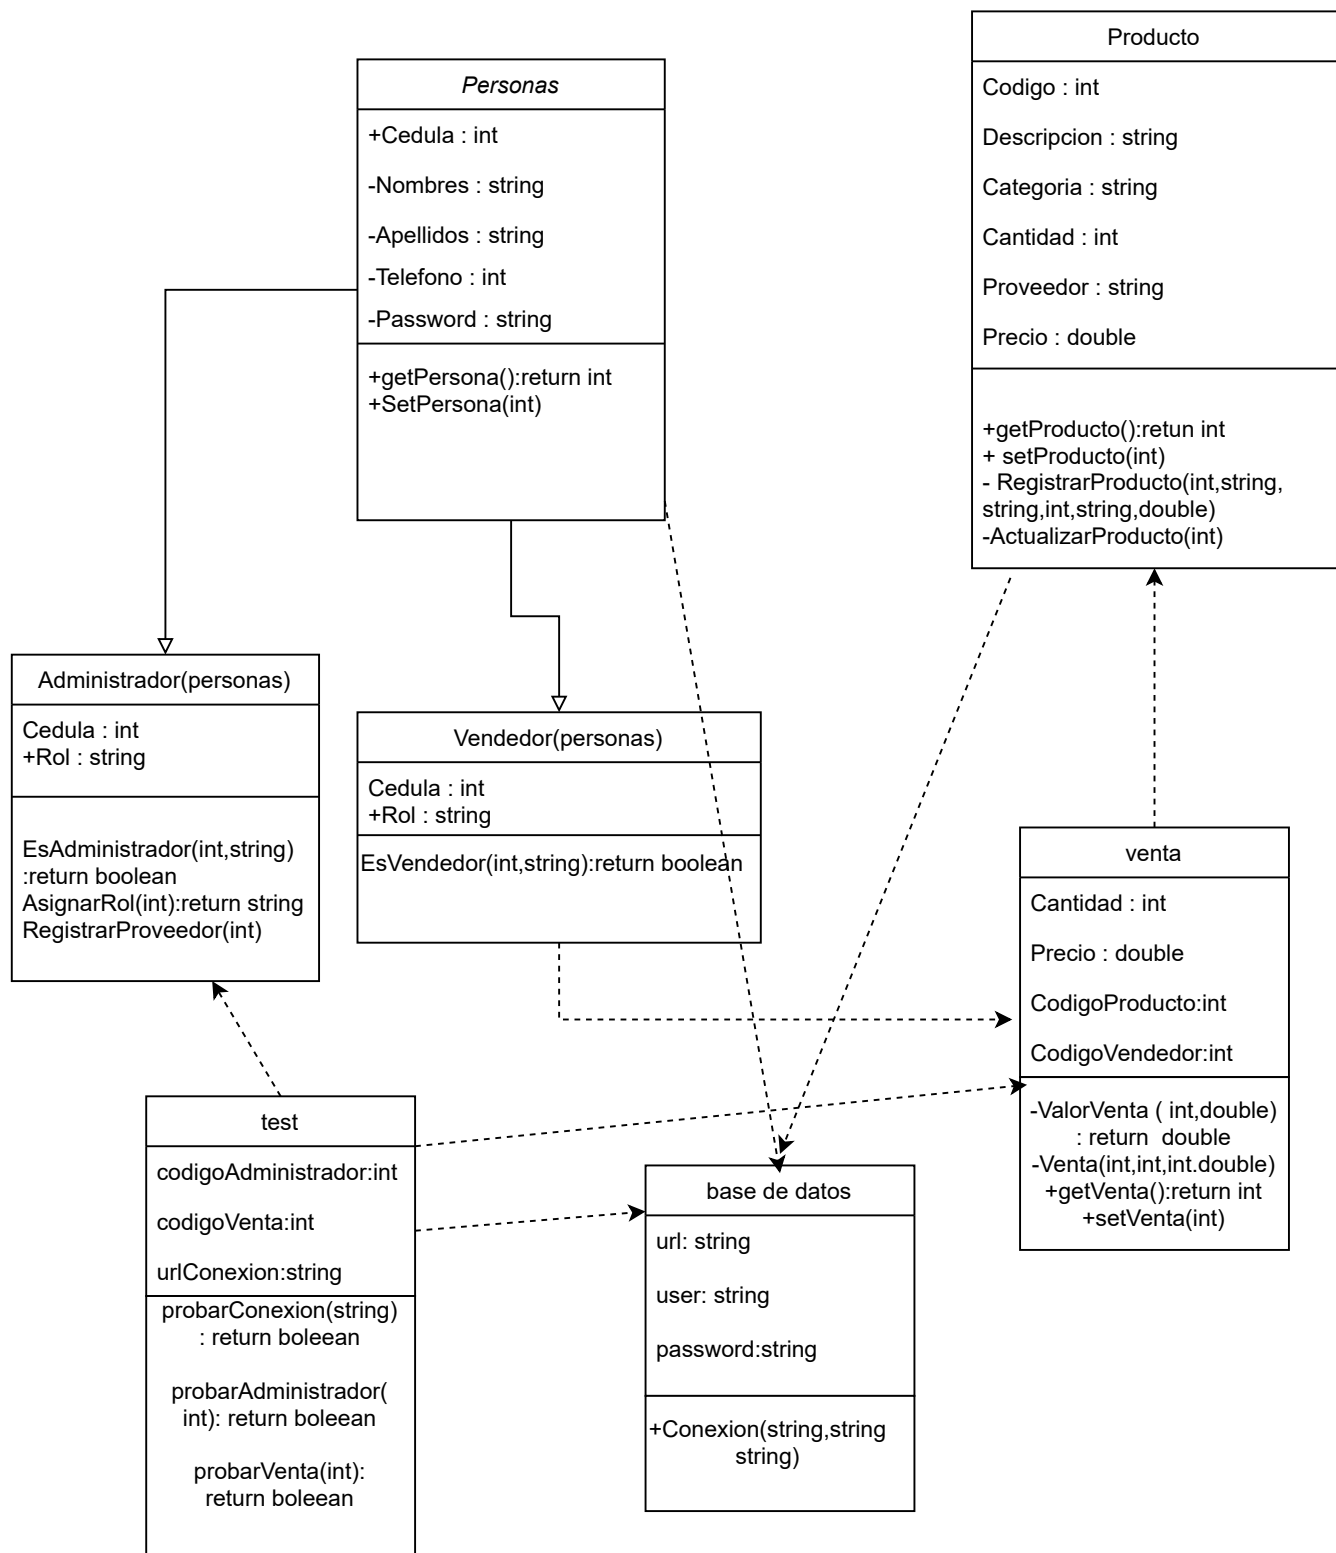 Personas
+Cedula : int
-Nombres : string
-Apellidos : string
-Telefono : int
-Password : string
+getPersona():return int
+SetPersona(int)
Producto
Codigo : int
Descripcion : string
Categoria : string
Cantidad : int
Proveedor : string
Precio : double
+getProducto():retun int
+ setProducto(int)
- RegistrarProducto(int,string,
string,int,string,double)
-ActualizarProducto(int)
Administrador(personas)
Cedula : int
+Rol : string
EsAdministrador(int,string)
:return boolean
AsignarRol(int):return string
RegistrarProveedor(int)
Vendedor(personas)
Cedula : int
+Rol : string
EsVendedor(int,string):return boolean
venta
Cantidad : int
Precio : double
CodigoProducto:int
CodigoVendedor:int
-ValorVenta ( int,double)
: return  double
-Venta(int,int,int.double)
+getVenta():return int
+setVenta(int)
test
codigoAdministrador:int
codigoVenta:int
urlConexion:string
probarConexion(string)
: return boleean
probarAdministrador(
int): return boleean
probarVenta(int):
return boleean
base de datos
url: string
user: string
password:string
+Conexion(string,string
string)